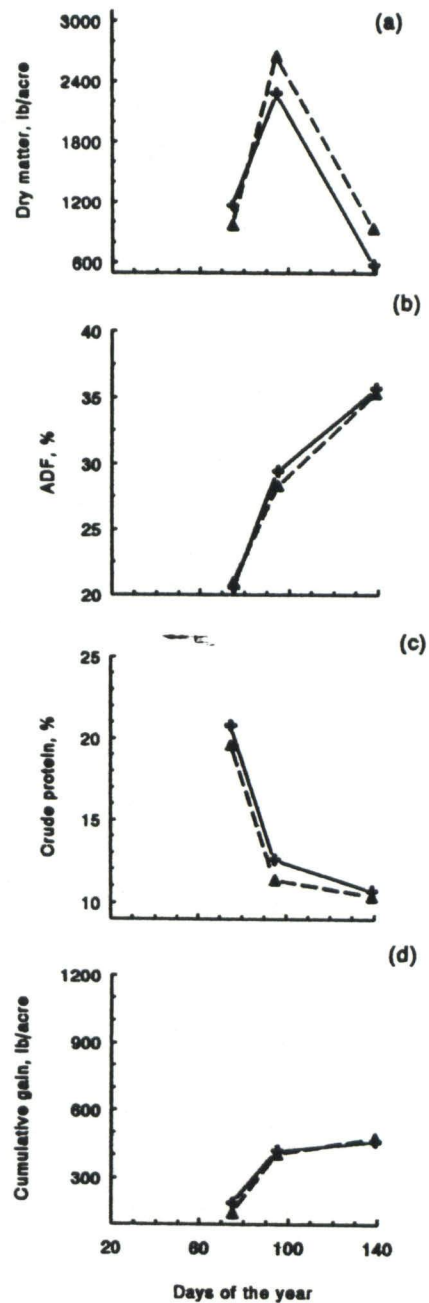 (a)
3000
2400
1800
1200
600
Dry matter, lb/acre
(b)
40
35
30
25
20
ADF, %
(c)
25
20
15
10
Crude protein, %
(d)
1200
900
600
300
Cumulative gain, lb/acre
20 60 100 140
Days of the year